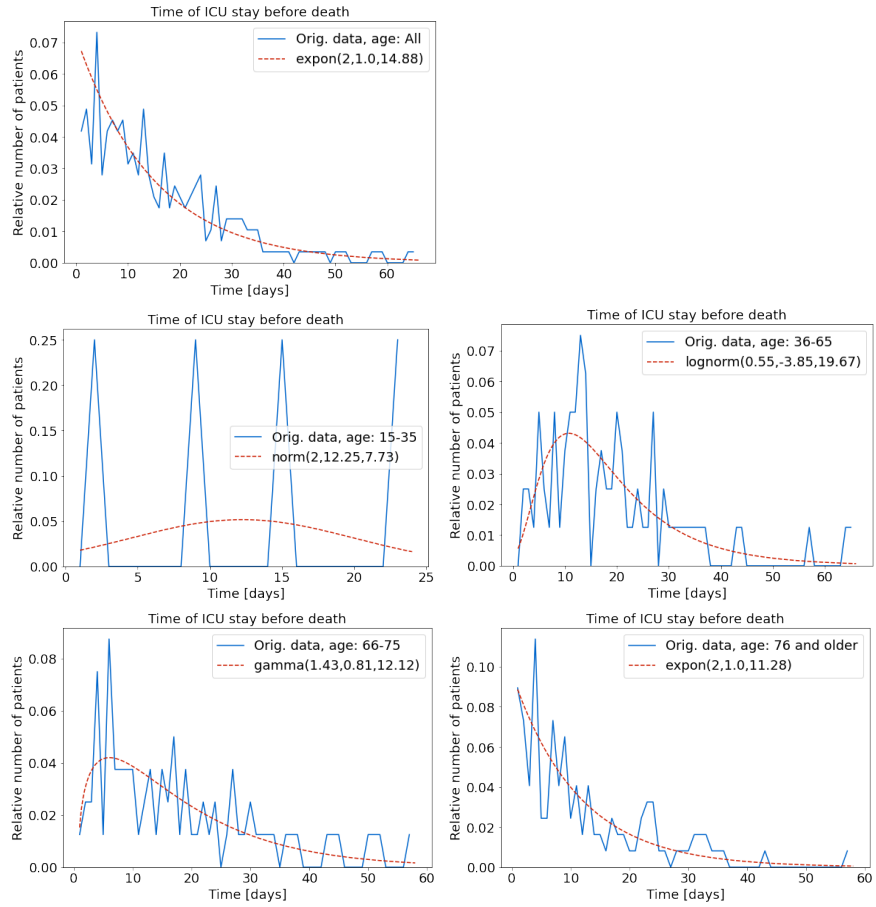 Time of ICU stay before death
Relative number of patients
0.07
0.06
0.05
0.04
0.03
0.02
0.01
0.00
Orig. data, age: All
expon(2,1.0,14.88)
0 10 20 30 40 50 60
Time [days]
Time of ICU stay before death
Relative number of patients
0.25
0.20
0.15
0.10
0.05
0.00
Orig. data, age: 15-35
norm(2,12.25,7.73)
5 10 15 20 25
Time [days]
Time of ICU stay before death
Relative number of patients
0.07
0.06
0.05
0.04
0.03
0.02
0.01
0.00
Orig. data, age: 36-65
lognorm(0.55,-3.85,19.67)
0 10 20 30 40 50 60
Time [days]
Time of ICU stay before death
Relative number of patients
0.08
0.06
0.04
0.02
0.00
Orig. data, age: 66-75
gamma(1.43,0.81,12.12)
0 10 20 30 40 50 60
Time [days]
Time of ICU stay before death
Relative number of patients
0.10
0.08
0.06
0.04
0.02
0.00
Orig. data, age: 76 and older
expon(2,1.0,11.28)
0 10 20 30 40 50 60
Time [days]